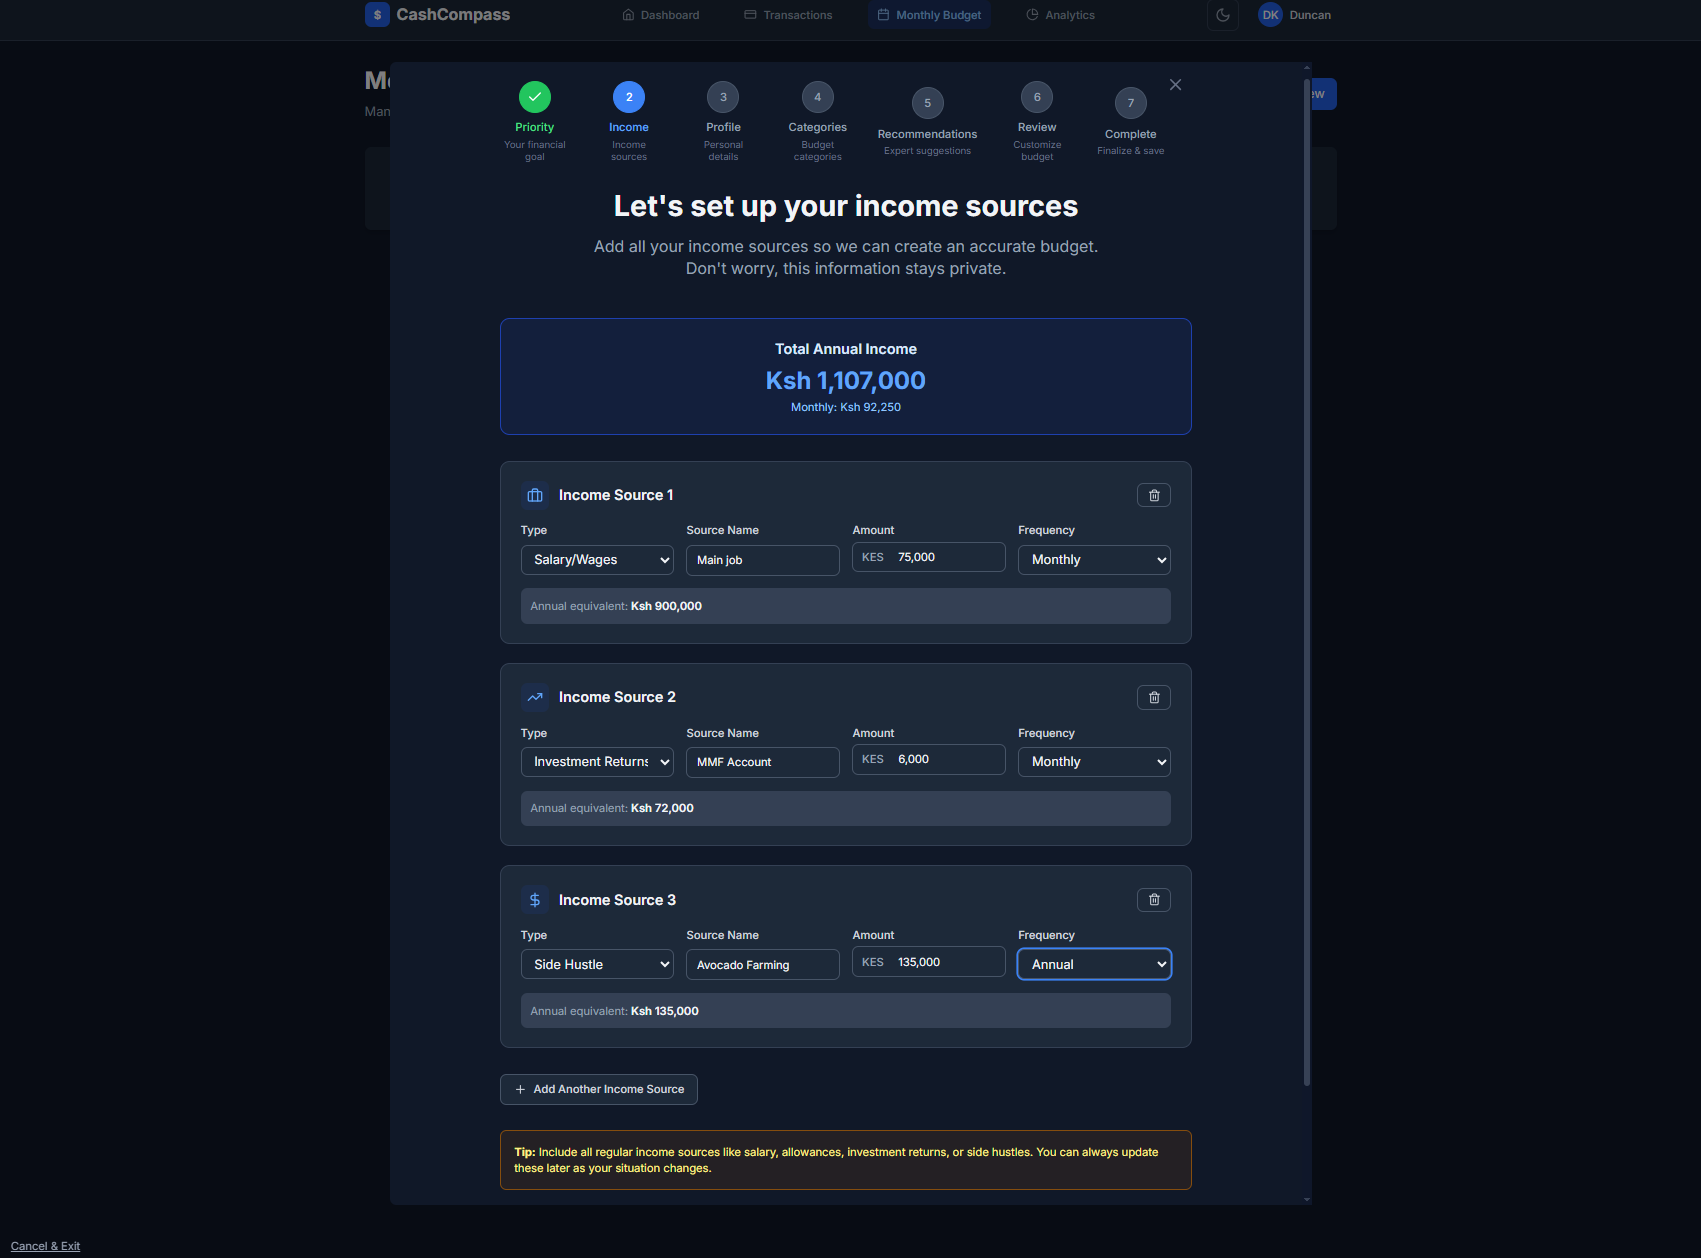 $ CashCompass
Dashboard
Transactions
Monthly Budget
Analytics
DK Duncan
Priority
Your financial
goal
2
Income
Income
sources
3
Profile
Personal
details
4
Categories
Budget
categories
5
Recommendations
Expert suggestions
6
Review
Customize
budget
7
Complete
Finalize & save
Let's set up your income sources
Add all your income sources so we can create an accurate budget.
Don't worry, this information stays private.
Total Annual Income
Ksh 1,107,000
Monthly: Ksh 92,250
Income Source 1
Type Source Name Amount Frequency
Salary/Wages Main job KES 75,000 Monthly
Annual equivalent: Ksh 900,000
Income Source 2
Type Source Name Amount Frequency
Investment Returns MMF Account KES 6,000 Monthly
Annual equivalent: Ksh 72,000
$ Income Source 3
Type Source Name Amount Frequency
Side Hustle Avocado Farming KES 135,000 Annual
Annual equivalent: Ksh 135,000
+ Add Another Income Source
Tip: Include all regular income sources like salary, allowances, investment returns, or side hustles. You can always update
these later as your situation changes.
Cancel & Exit